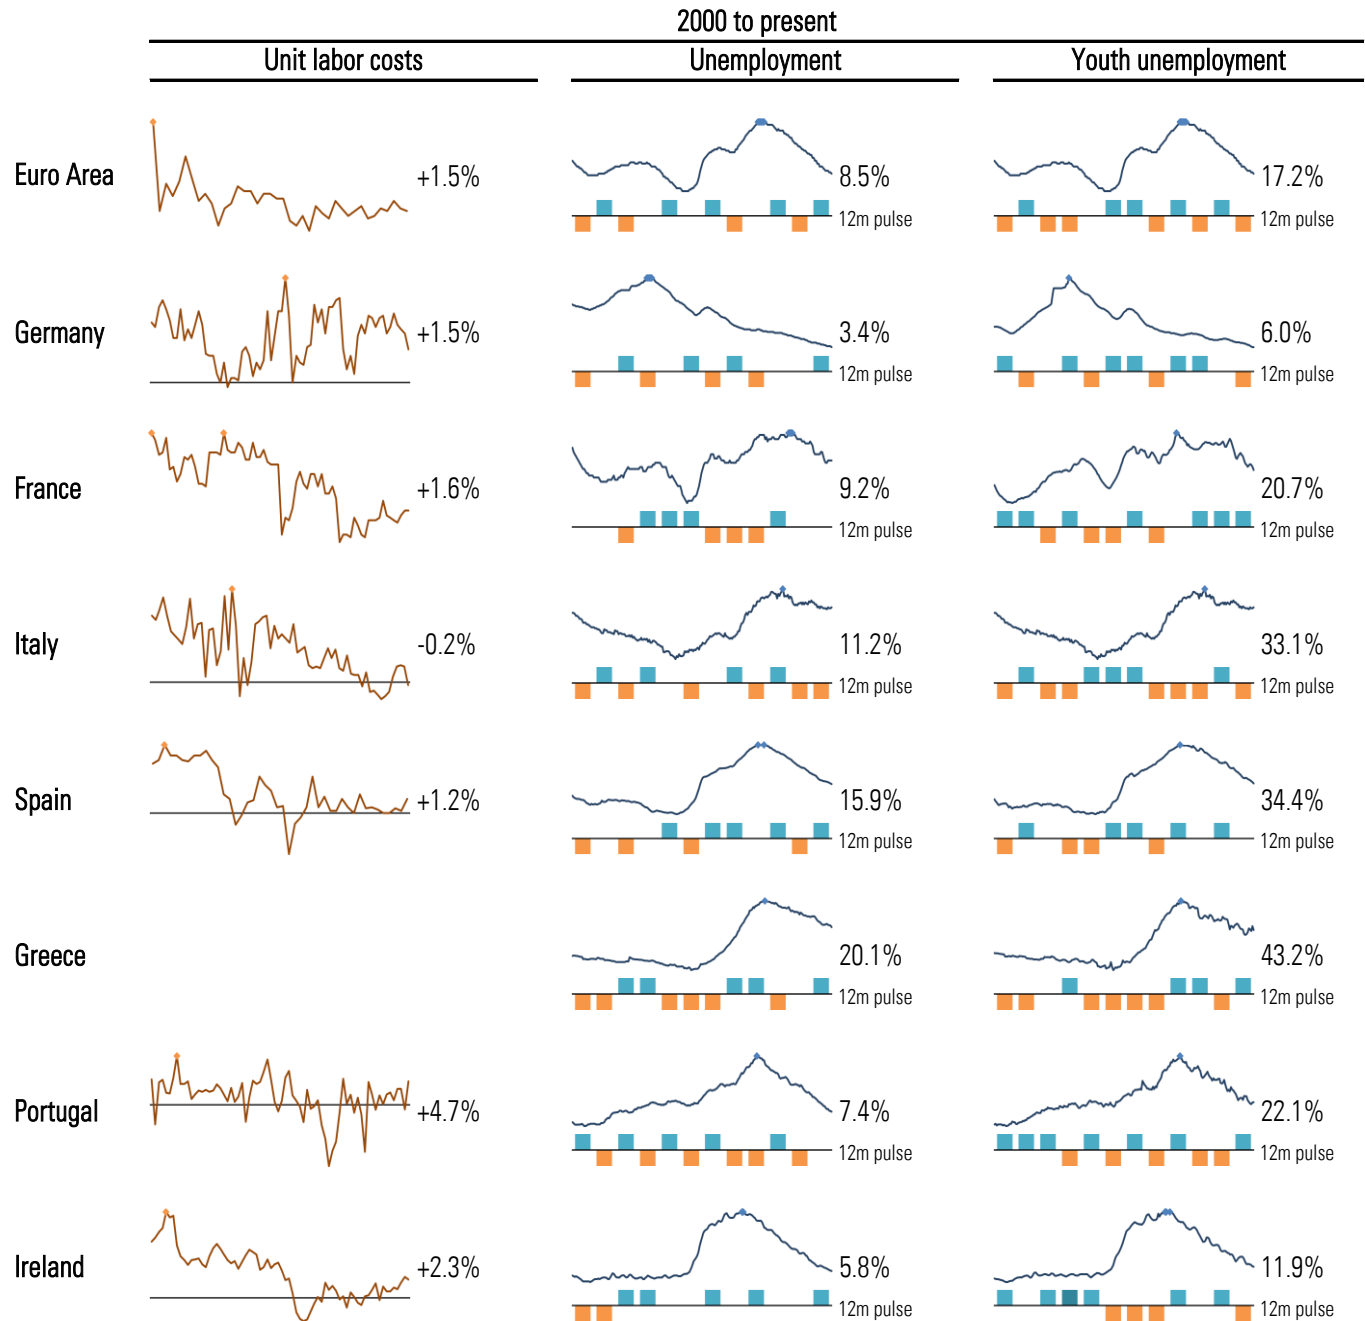 2000 to present
Unit labor costs Unemployment Youth unemployment
Euro Area +1.5% 8.5% 17.2%
12m pulse 12m pulse
Germany +1.5% 3.4% 6.0%
12m pulse 12m pulse
France +1.6% 9.2% 20.7%
12m pulse 12m pulse
Italy -0.2% 11.2% 33.1%
12m pulse 12m pulse
Spain +1.2% 15.9% 34.4%
12m pulse 12m pulse
Greece 20.1% 43.2%
12m pulse 12m pulse
Portugal +4.7% 7.4% 22.1%
12m pulse 12m pulse
Ireland +2.3% 5.8% 11.9%
12m pulse 12m pulse